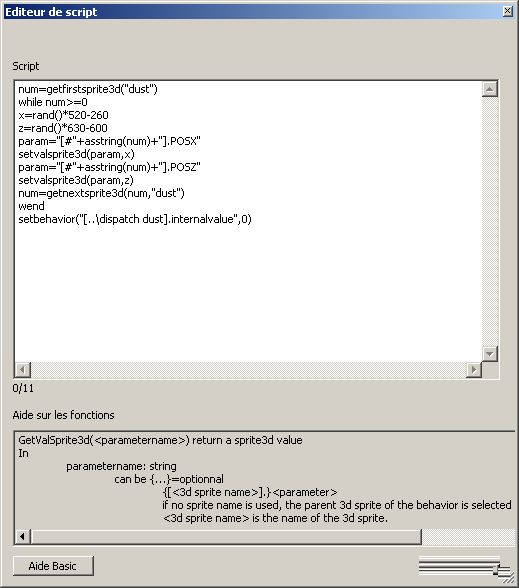 Editeur de script
Script
num=getfirstsprite3d("dust")
while num>=0
x=rand()*520-260
z=rand()*630-600
param="[#"+asstring(num)+"].POSX"
setvalsprite3d(param,x)
param="[#"+asstring(num)+"].POSZ"
setvalsprite3d(param,z)
num=getnextsprite3d(num,"dust")
wend
setbehavior("[..\dispatch dust].internalvalue",0)
0/11
Aide sur les fonctions
GetValSprite3d(<parametername>) return a sprite3d value
In
parametername: string
can be {...}=optionnal
{[<3d sprite name>].}<parameter>
if no sprite name is used, the parent 3d sprite of the behavior is selected
<3d sprite name> is the name of the 3d sprite.
Aide Basic